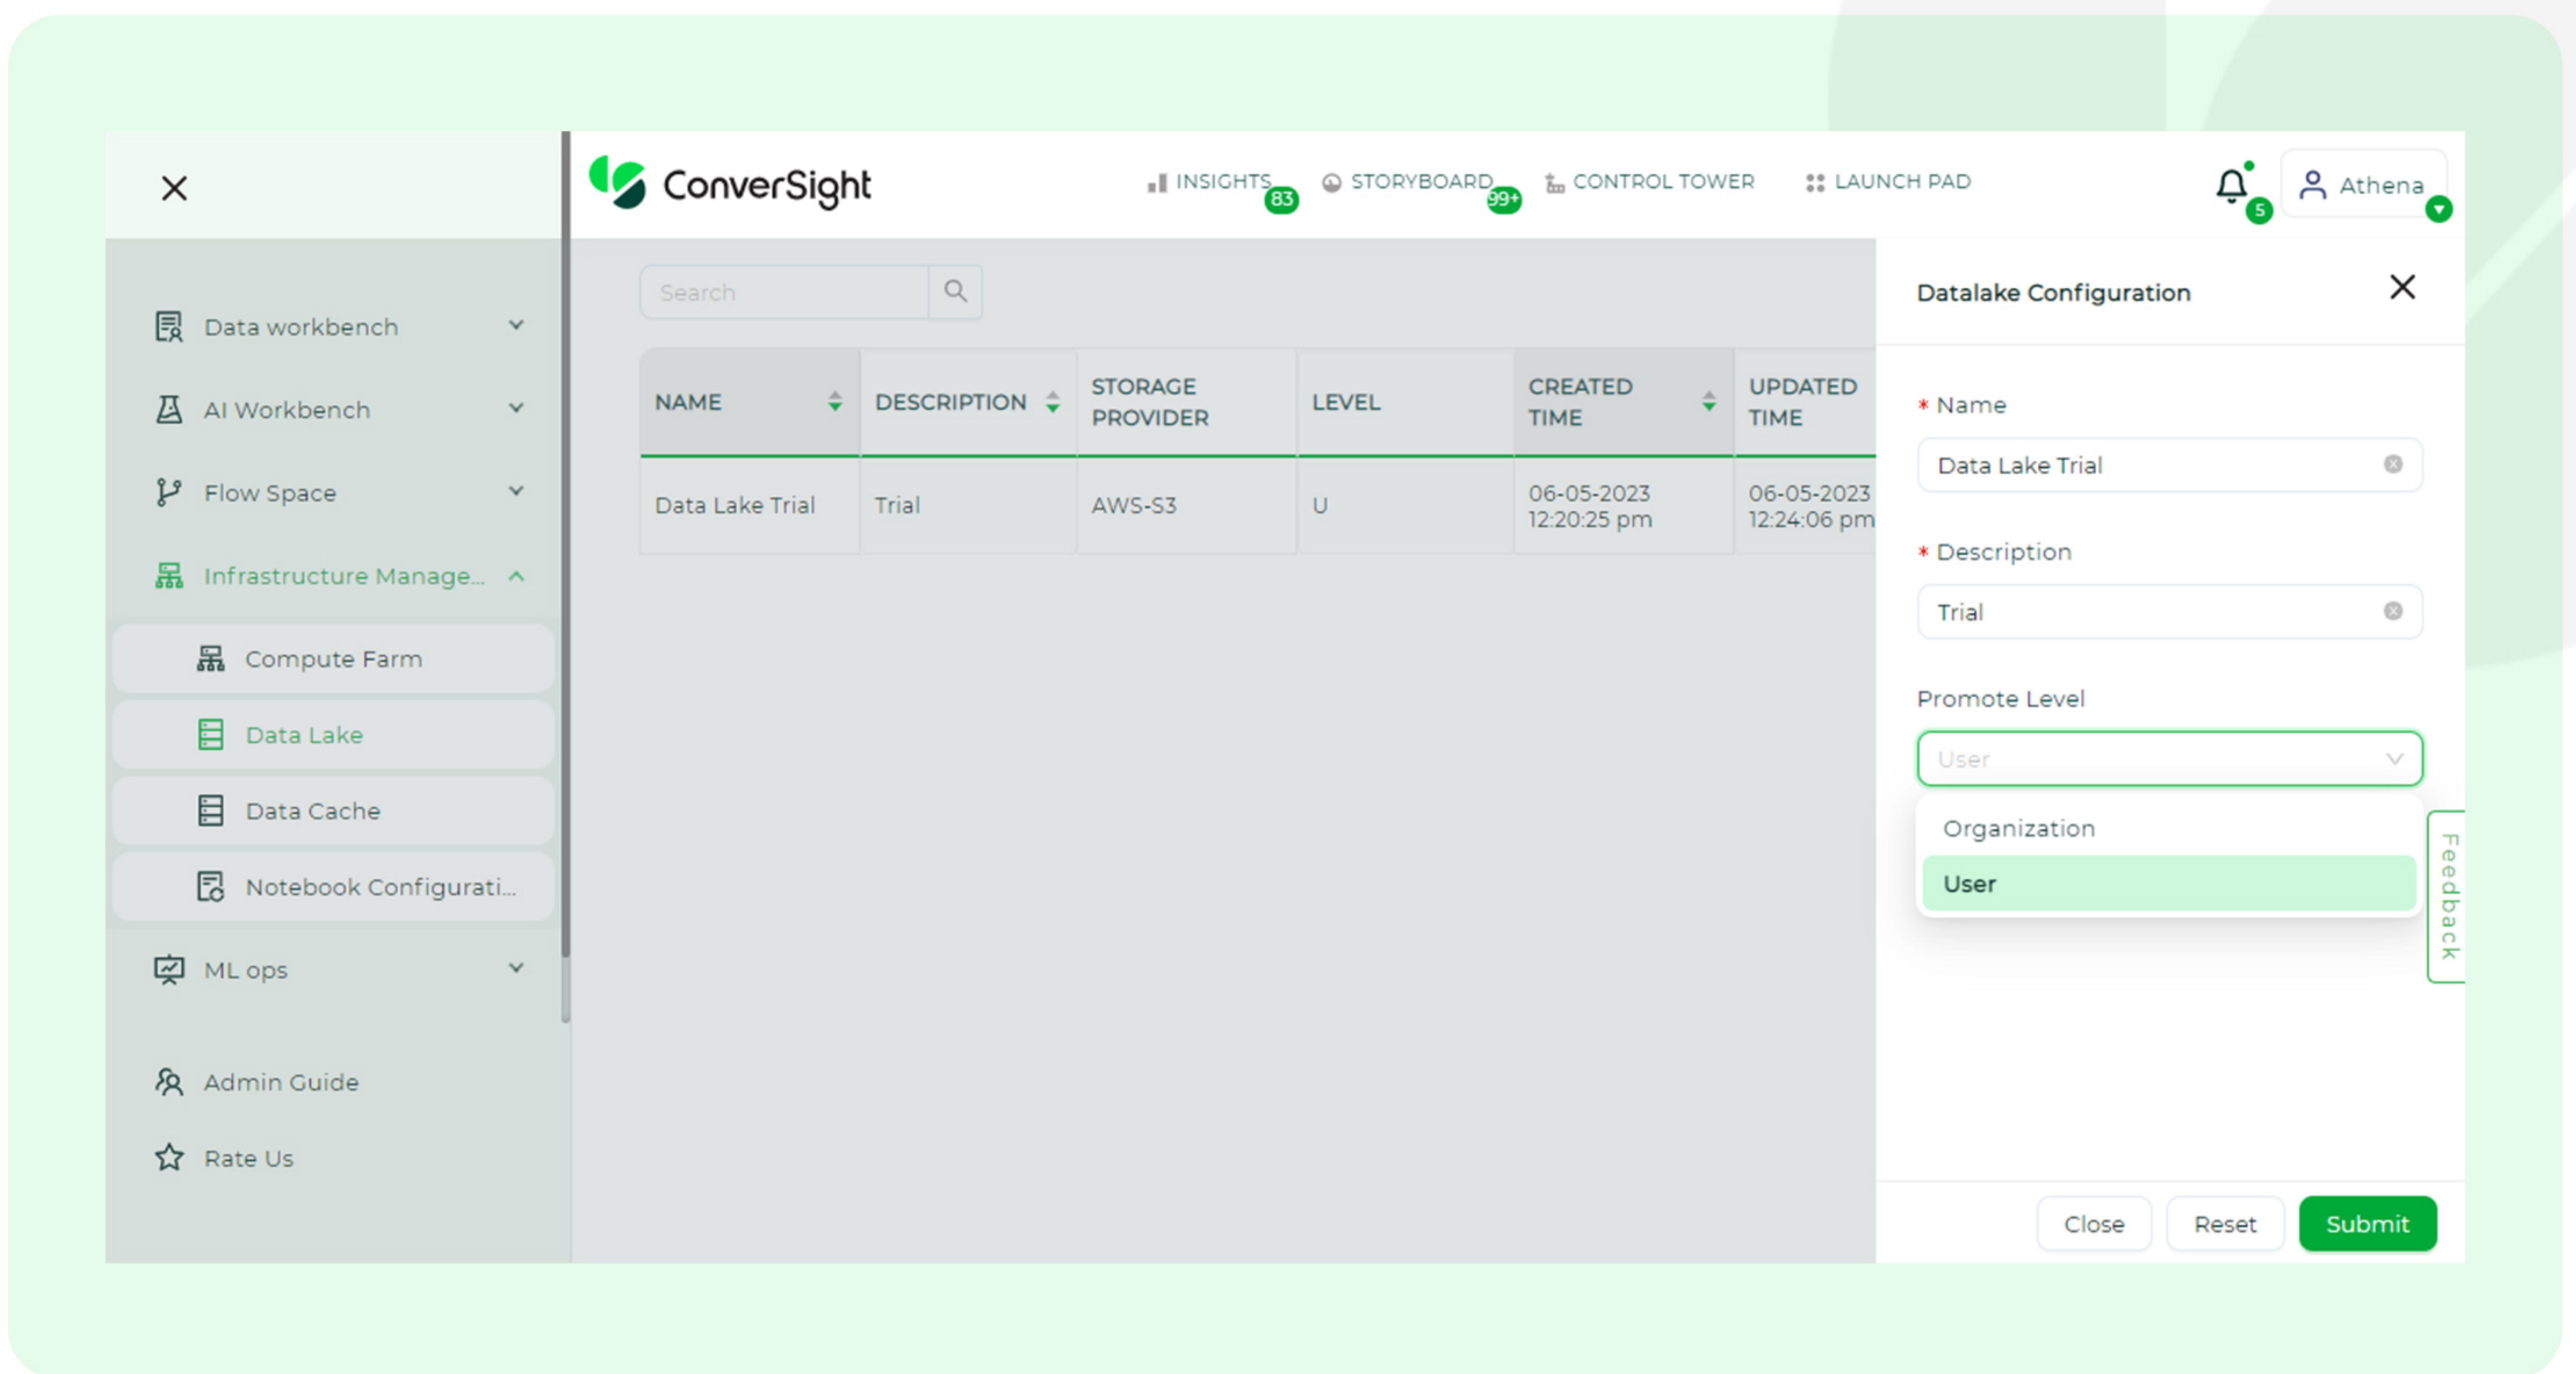 ConverSight
INSIGHTS
83
STORYBOARD
99+
CONTROL TOWER
LAUNCH PAD
5
Athena
Data workbench
AI Workbench
Flow Space
Infrastructure Manage...
Compute Farm
Data Lake
Data Cache
Notebook Configurati...
ML ops
Admin Guide
Rate Us
Search
NAME
DESCRIPTION
STORAGE
PROVIDER
LEVEL
CREATED
TIME
UPDATED
TIME
Data Lake Trial
Trial
AWS-S3
U
06-05-2023
12:20:25 pm
06-05-2023
12:24:06 pm
Datalake Configuration
* Name
Data Lake Trial
* Description
Trial
Promote Level
User
Organization
User
Feedback
Close
Reset
Submit